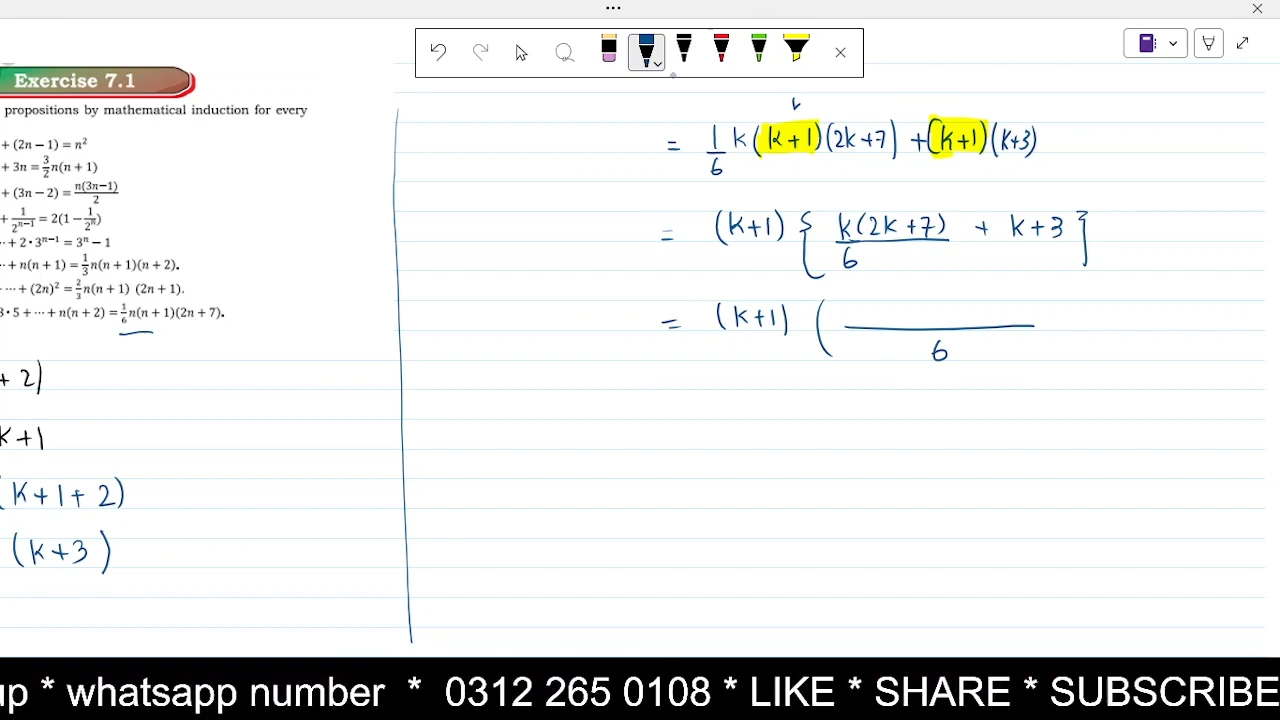 Exercise 7.1
propositions by mathematical induction for every
+ (2n − 1) = n²
+ 3n = 3/2 n(n + 1)
+ (3n − 2) = n(3n−1)/2
+ 1/2ⁿ⁻¹ = 2(1 − 1/2ⁿ)
·· + 2 · 3ⁿ⁻¹ = 3ⁿ − 1
·· + n(n + 1) = 1/3 n(n + 1)(n + 2).
··· + (2n)² = 2/3 n(n + 1) (2n + 1).
3 · 5 + ··· + n(n + 2) = 1/6 n(n + 1)(2n + 7).
+ 2)
k+1
(k+1+2)
(k+3)
= 1/6 k(k+1)(2k+7) + (k+1)(k+3)
= (k+1) { k(2k+7)/6 + k+3 }
= (k+1) ( /6
up * whatsapp number * 0312 265 0108 * LIKE * SHARE * SUBSCRIBE